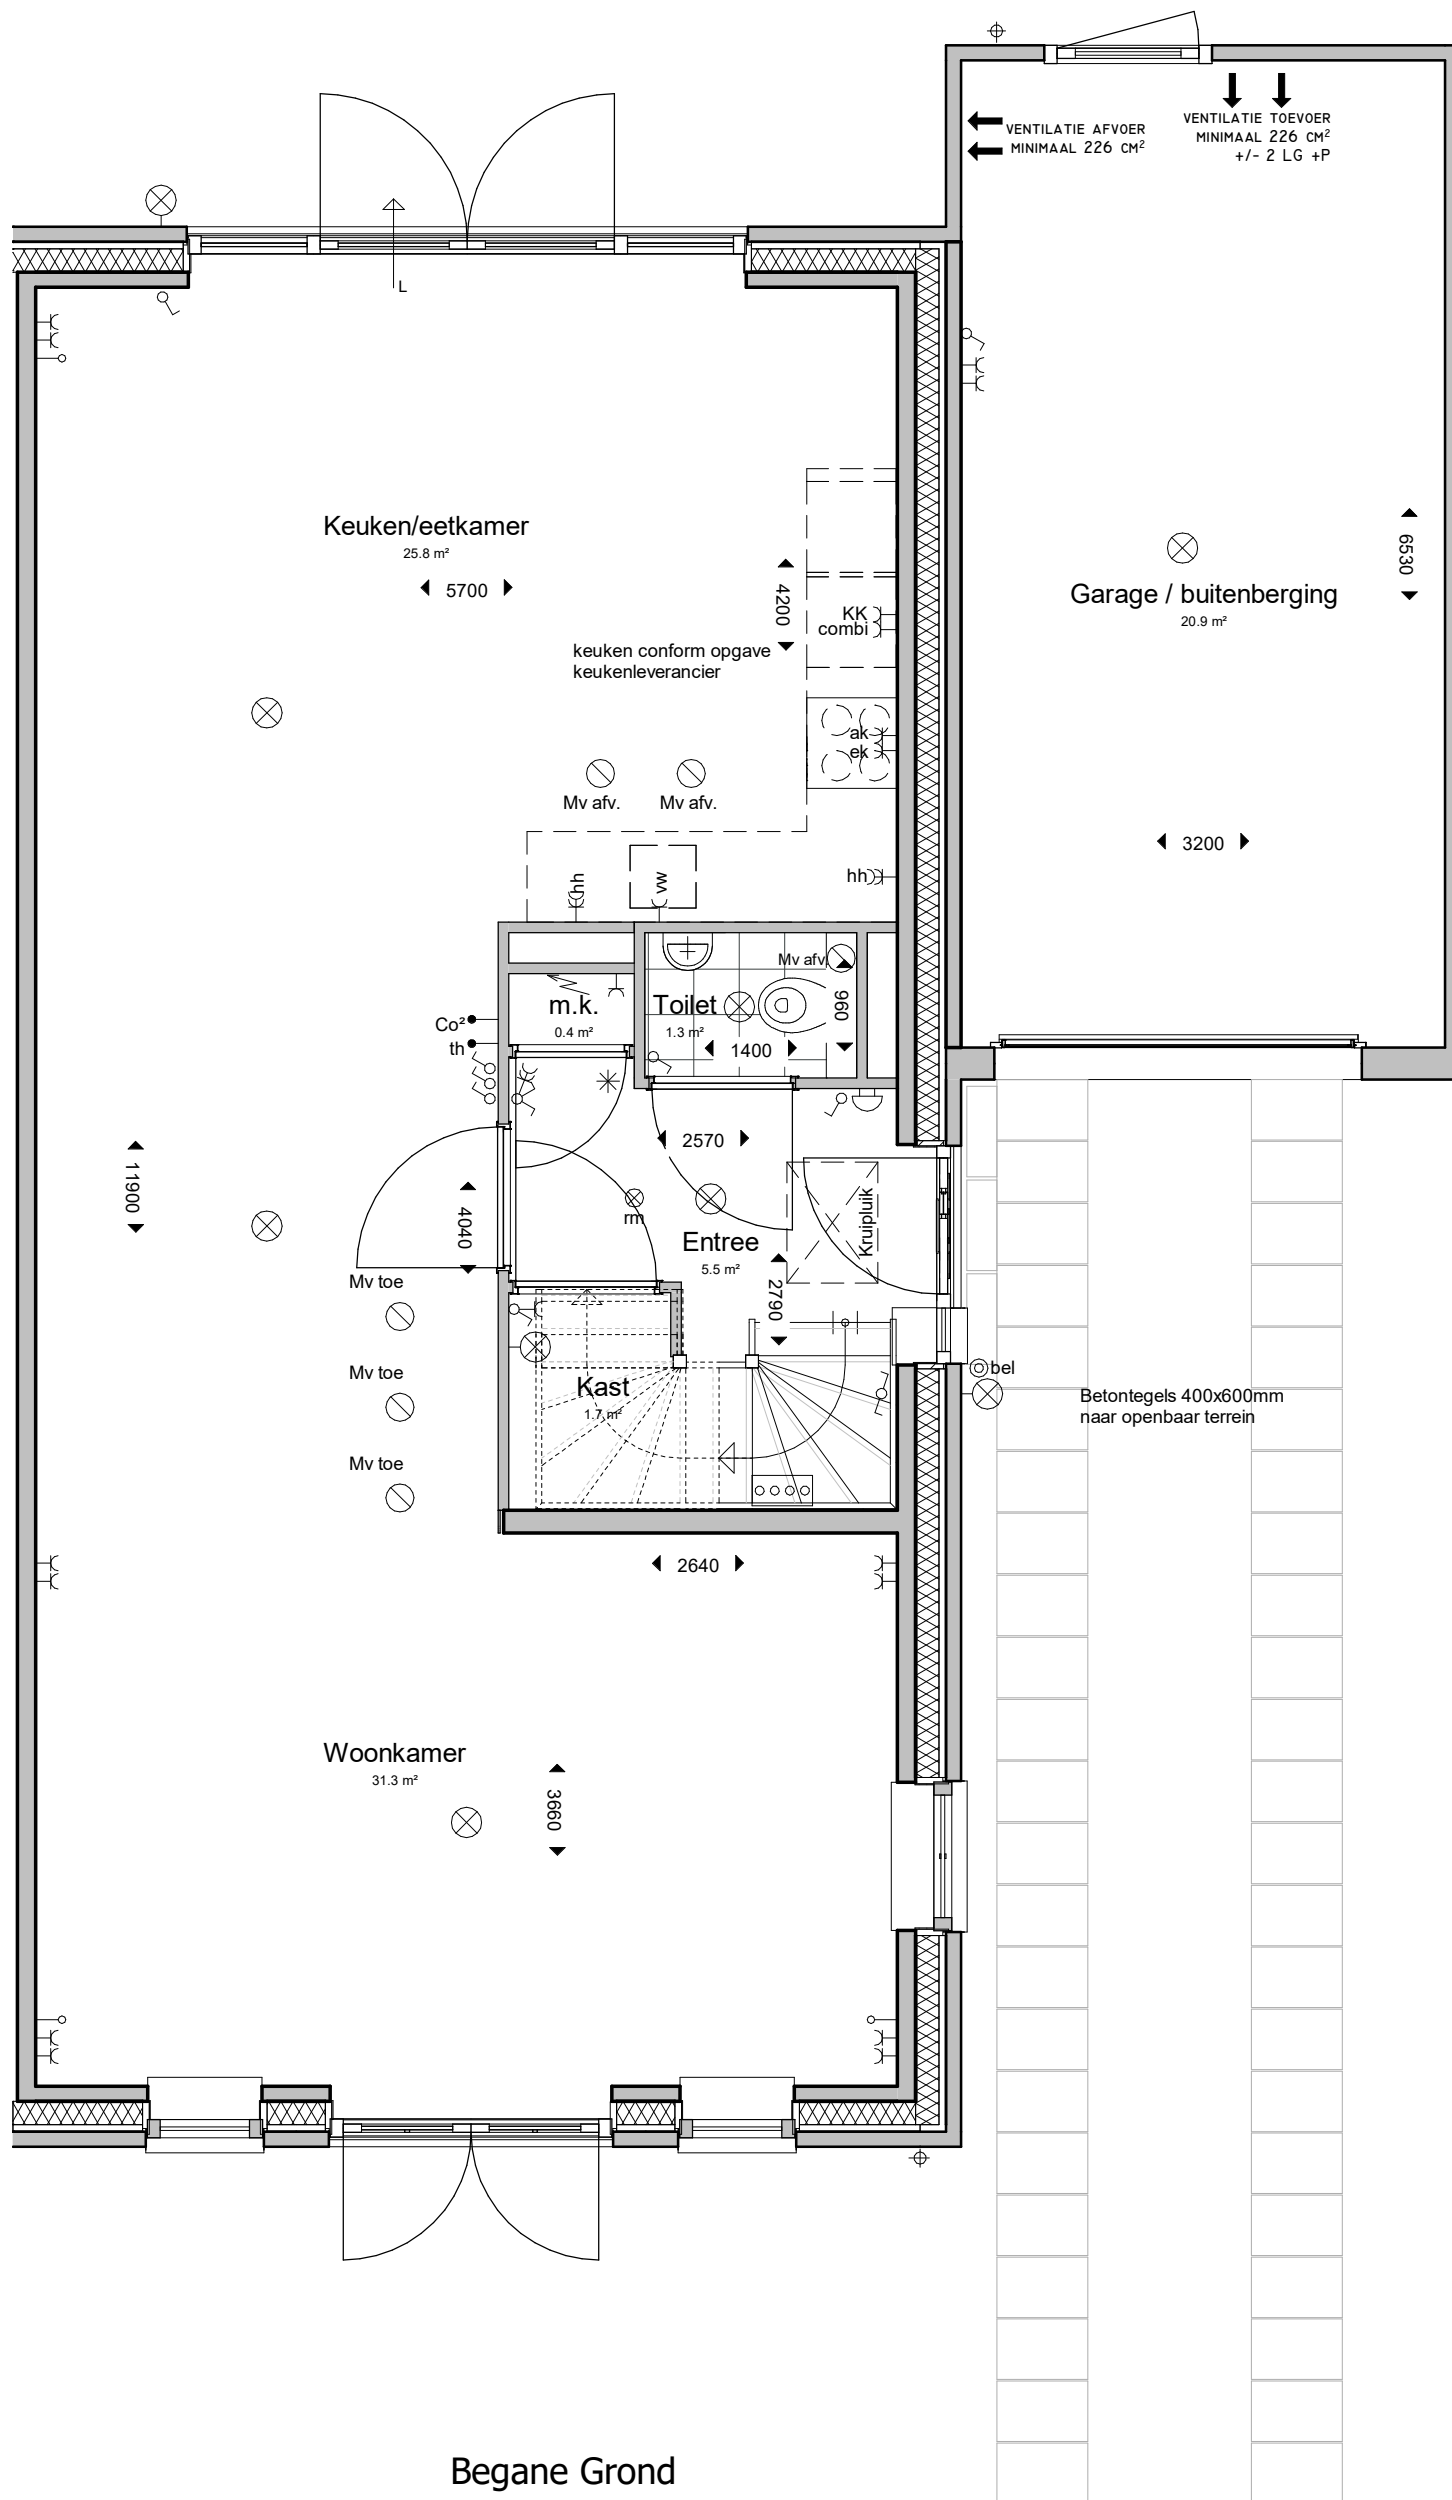 VENTILATIE AFVOER
MINIMAAL 226 CM²
VENTILATIE TOEVOER
MINIMAAL 226 CM²
+/- 2 LG +P
L
Keuken/eetkamer
25.8 m²
5700
4200
KK
combi
keuken conform opgave
keukenleverancier
6530
Garage / buitenberging
20.9 m²
ak
ek
Mv afv.
Mv afv.
3200
hh
vw
hh
Mv afv.
m.k.
0.4 m²
Toilet
1.3 m²
960
1400
Co²
th
2570
11900
4040
rm
Kruipluik
Entree
5.5 m²
2790
Mv toe
Mv toe
Mv toe
Kast
1.7 m²
bel
Betontegels 400x600mm
naar openbaar terrein
2640
Woonkamer
31.3 m²
3660
Begane Grond